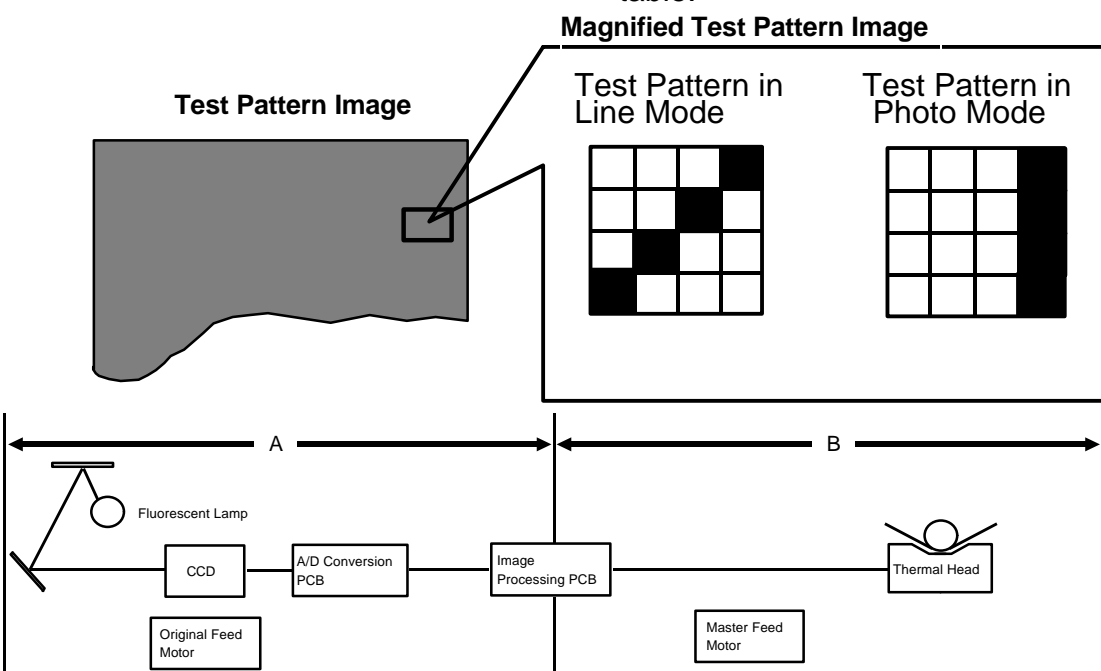 Magnified Test Pattern Image
Test Pattern in
Line Mode
Test Pattern in
Photo Mode
Test Pattern Image
A
B
Fluorescent Lamp
CCD
A/D Conversion
PCB
Image
Processing PCB
Thermal Head
Original Feed
Motor
Master Feed
Motor